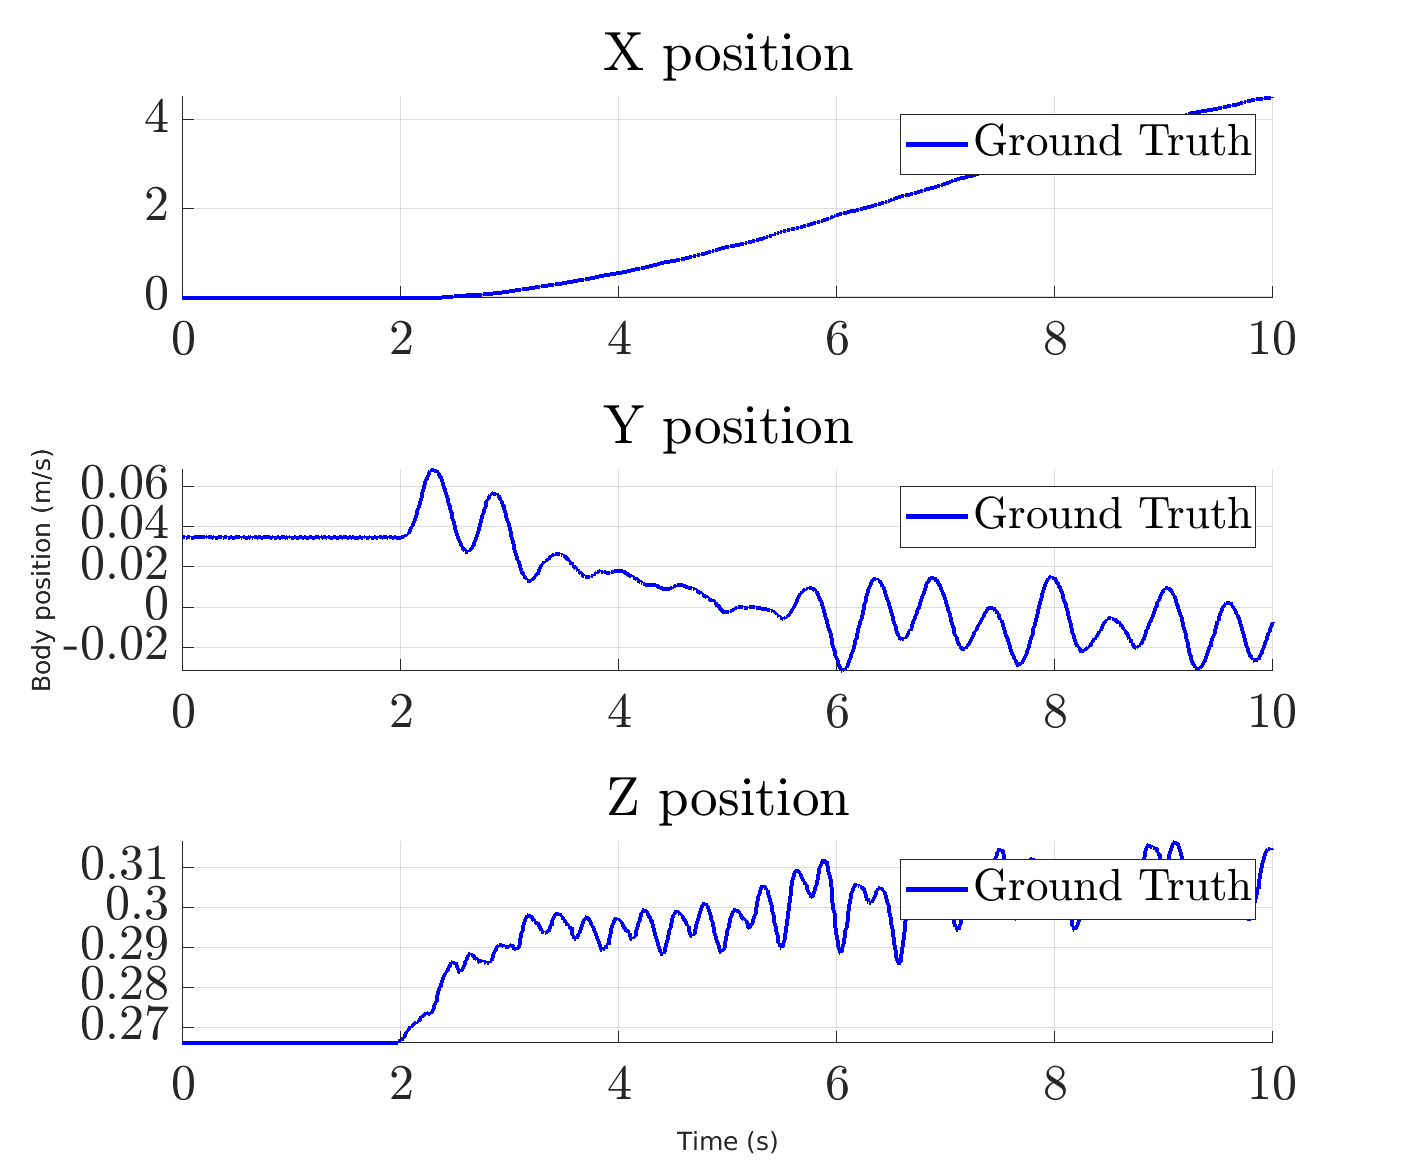 X position
4
2
0
Ground Truth
0 2 4 6 8 10
Y position
Body position (m/s)
0.06
0.04
0.02
0
-0.02
Ground Truth
0 2 4 6 8 10
Z position
0.31
0.3
0.29
0.28
0.27
Ground Truth
0 2 4 6 8 10
Time (s)